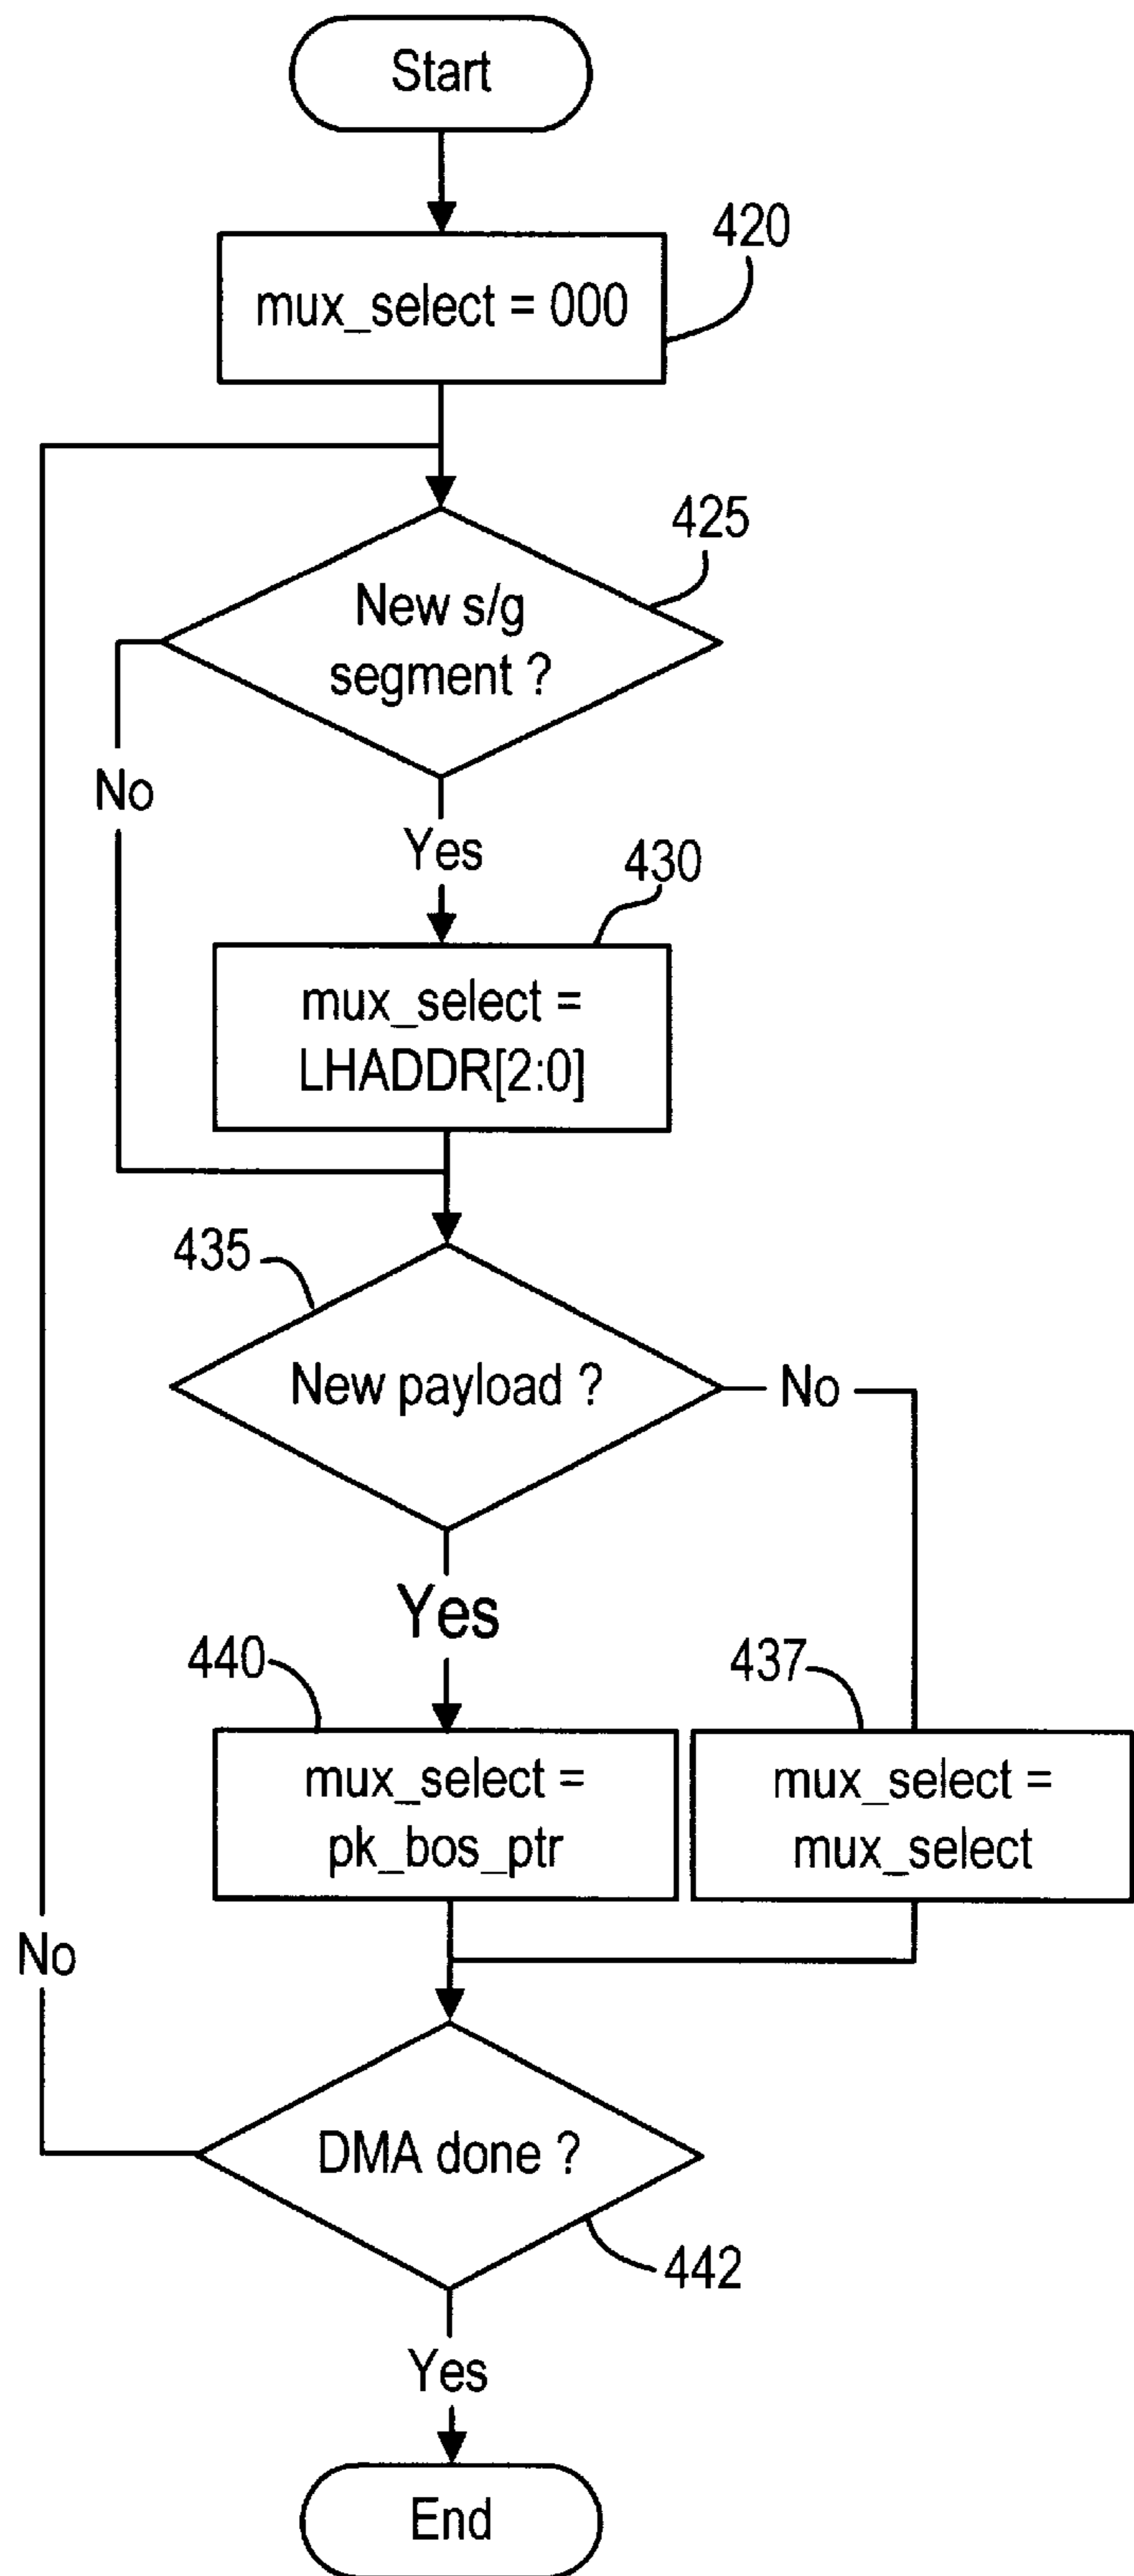 Start
420
mux_select = 000
425
New s/g
segment ?
No
Yes
430
mux_select =
LHADDR[2:0]
435
New payload ?
No
Yes
440
437
mux_select =
pk_bos_ptr
mux_select =
mux_select
No
DMA done ?
442
Yes
End